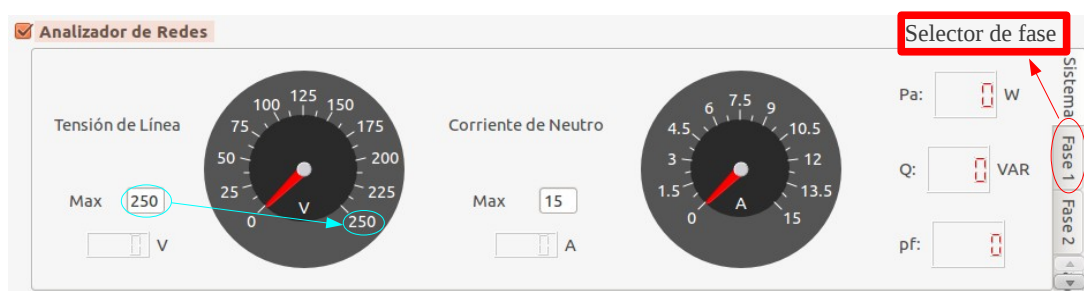 Analizador de Redes
Selector de fase
Tensión de Línea
Max 250
0 V
0 25 50 75 100 125 150 175 200 225 250
V
Corriente de Neutro
Max 15
0 A
0 1.5 3 4.5 6 7.5 9 10.5 12 13.5 15
A
Pa: 0 W
Q: 0 VAR
pf: 0
Sistema
Fase 1
Fase 2